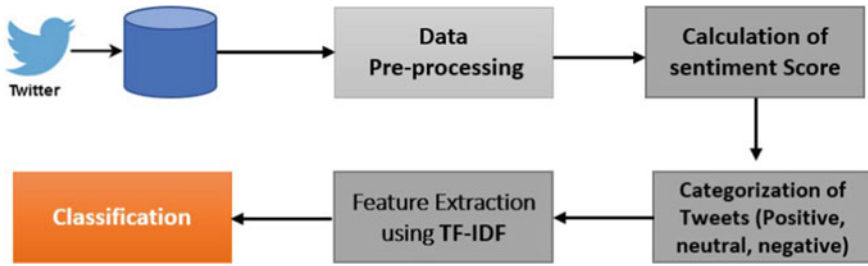 Twitter
Data
Pre-processing
Calculation of
sentiment Score
Categorization of
Tweets (Positive,
neutral, negative)
Feature Extraction
using TF-IDF
Classification